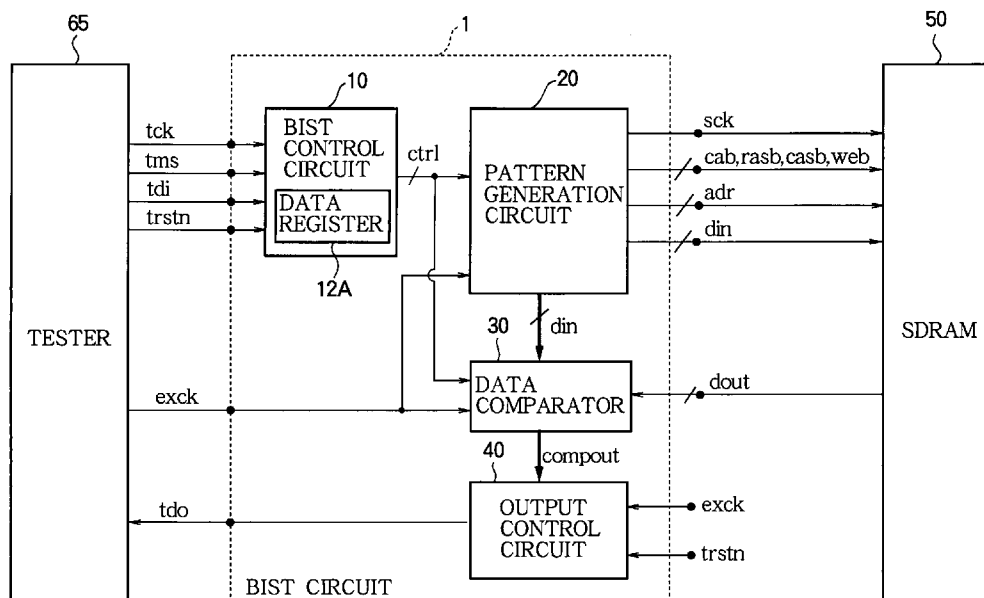 65
1
50
10
20
BIST
CONTROL
CIRCUIT
DATA
REGISTER
12A
tck
tms
tdi
trstn
ctrl
PATTERN
GENERATION
CIRCUIT
sck
cab,rasb,casb,web
adr
din
TESTER
SDRAM
din
30
DATA
COMPARATOR
dout
exck
compout
40
OUTPUT
CONTROL
CIRCUIT
exck
trstn
tdo
BIST CIRCUIT